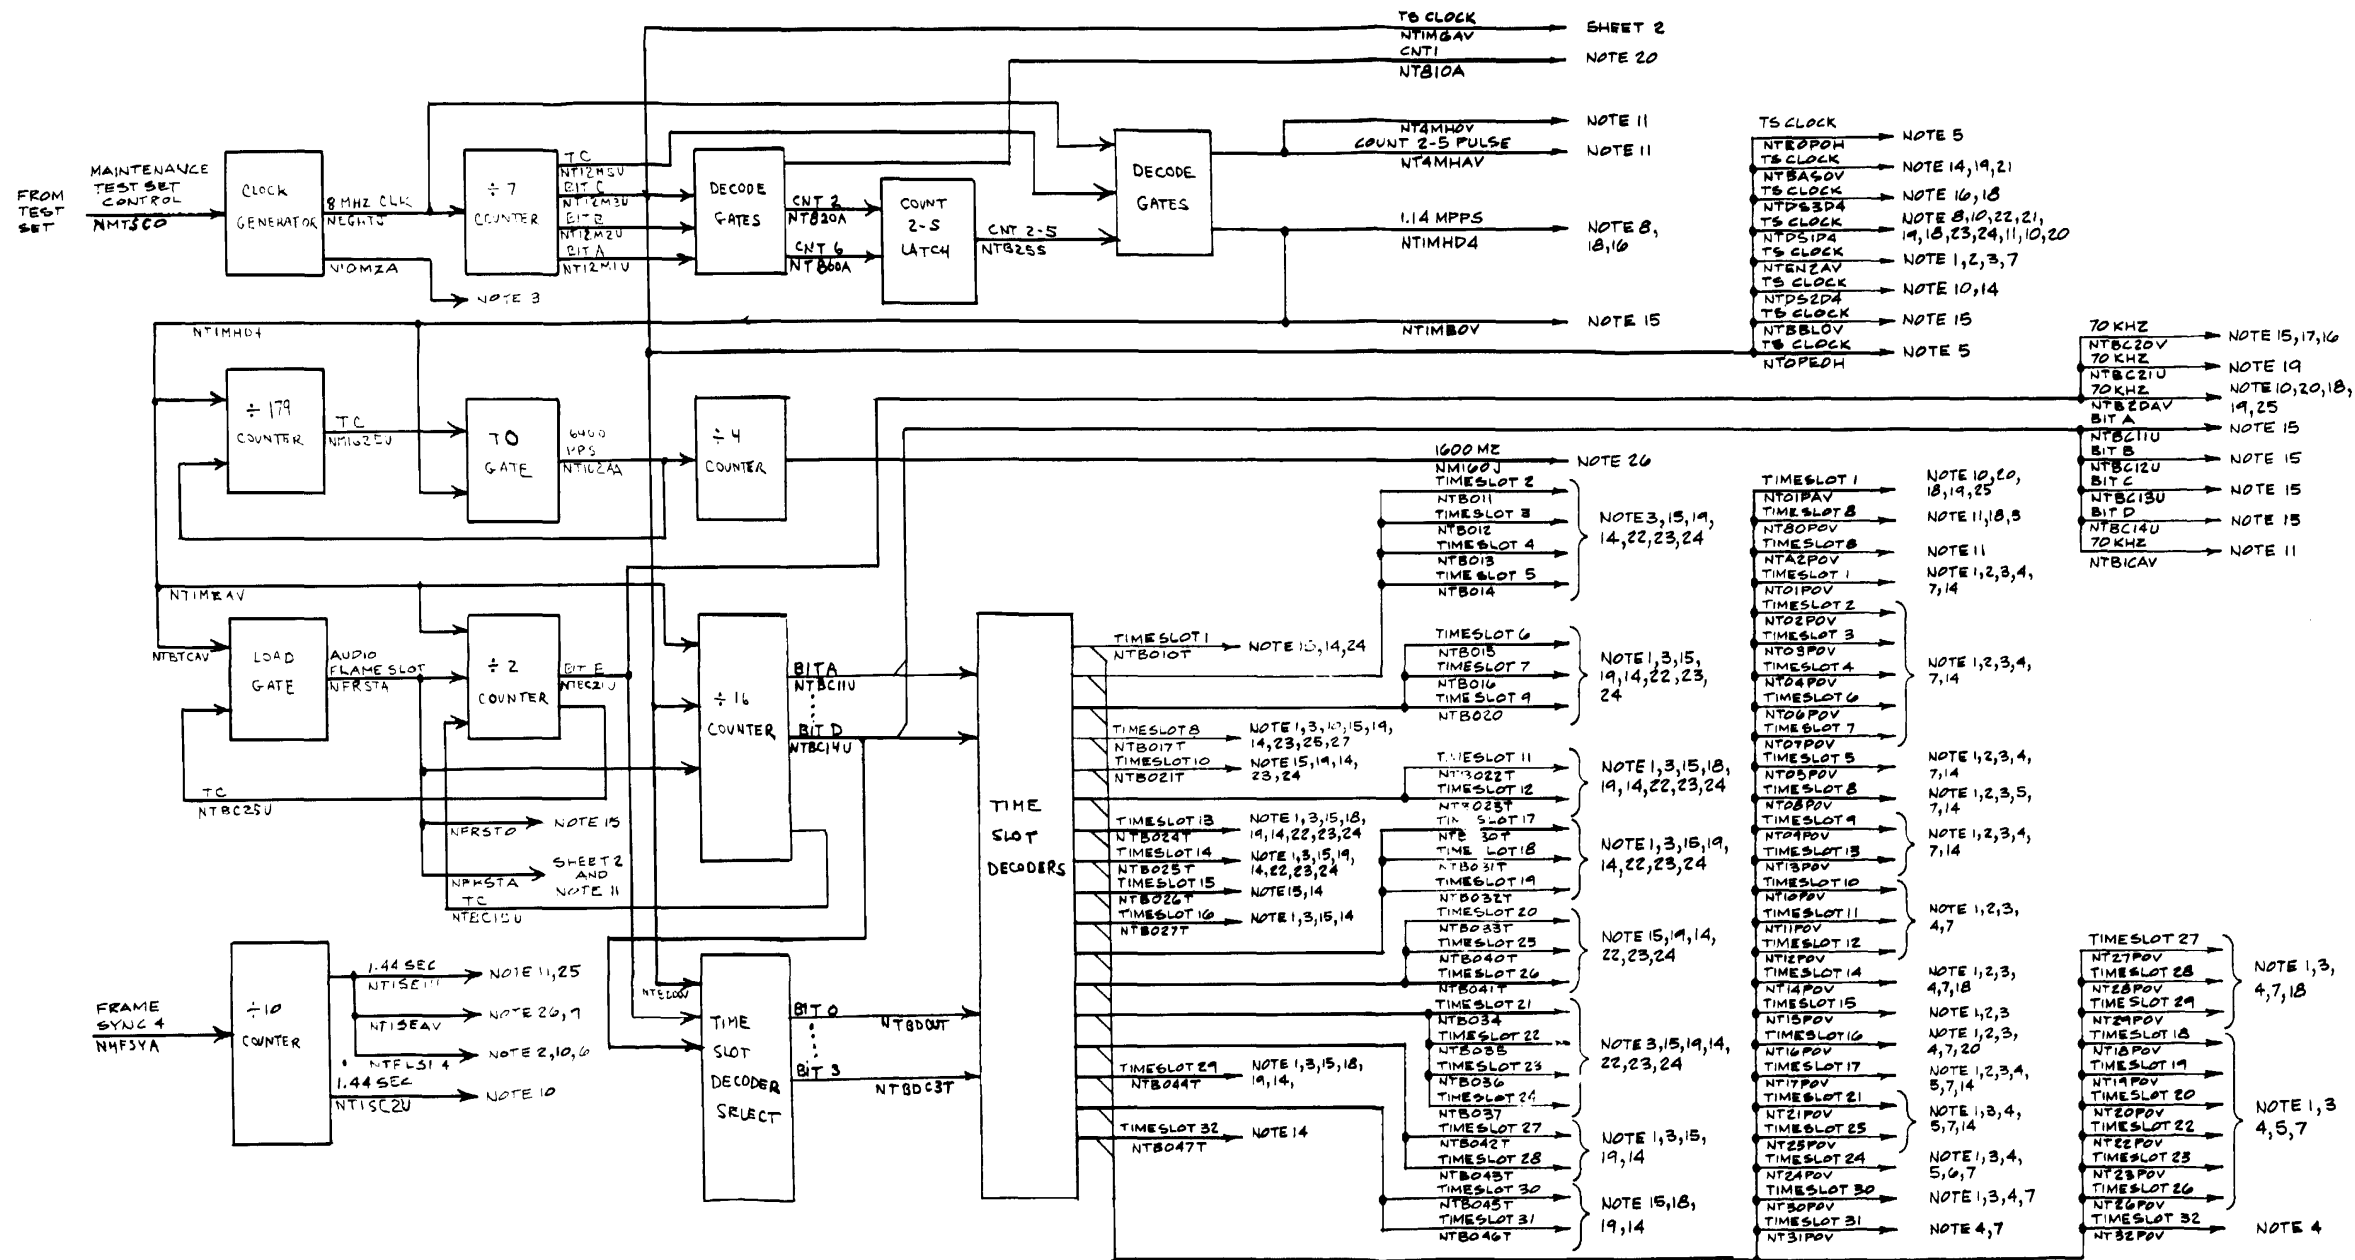 TS CLOCK
NTIMGAV
SHEET 2
CNT1
NTB10A
NOTE 20
NT4MHOV
NOTE 11
COUNT 2-5 PULSE
NT4MHAV
NOTE 11
FROM
TEST
SET
MAINTENANCE
TEST SET
CONTROL
NMTSCO
CLOCK
GENERATOR
8 MHZ CLK
NEGHTJ
NOTE 3
÷ 7
COUNTER
TC
NT12M5U
BIT C
NT12M3U
BIT B
NT12M2U
BIT A
NT12M1U
DECODE
GATES
CNT 2
NTB20A
CNT 6
NTB60A
COUNT
2-5
LATCH
CNT 2-5
NTB25S
DECODE
GATES
1.14 MPPS
NTIMHD4
NOTE 8,
18,16
NTIMBOV
NOTE 15
TS CLOCK
NTEOPOH
NOTE 5
TS CLOCK
NTBASOV
NOTE 14,19,21
TS CLOCK
NTDS3D4
NOTE 16,18
TS CLOCK
NTDS1D4
NOTE 8,10,22,21,
19,18,23,24,11,10,20
TS CLOCK
NTEN2AV
NOTE 1,2,3,7
TS CLOCK
NTDS2D4
NOTE 10,14
TS CLOCK
NTBBLOV
NOTE 15
TS CLOCK
NTOPEOH
NOTE 5
70 KHZ
NTBC20V
NOTE 15,17,16
70 KHZ
NTBC21U
NOTE 19
70 KHZ
NTB2DAV
NOTE 10,20,18,
19,25
BIT A
NTBC11U
NOTE 15
BIT B
NTBC12U
NOTE 15
BIT C
NTBC13U
NOTE 15
BIT D
NTBC14U
NOTE 15
70 KHZ
NTB1CAV
NOTE 11
NTIMHD4
÷ 179
COUNTER
TC
NM162EU
TO
GATE
6400
PPS
NT162AA
÷ 4
COUNTER
1600 MZ
NM160J
NOTE 26
NTIMEAV
NTBTCAV
LOAD
GATE
AUDIO
FLAME SLOT
NFRSTA
÷ 2
COUNTER
BIT E
NTBC21U
÷ 16
COUNTER
BIT A
NTBC11U
BIT D
NTBC14U
TC
NTBC25U
NFRSTO
NOTE 15
SHEET 2
AND
NOTE 11
TC
NTBC15U
FRAME
SYNC 4
N4FSYA
÷10
COUNTER
1.44 SEC
NOTE 11,25
NT1SEAV
NOTE 26,9
NTFLS14
NOTE 2,10,6
1.44 SEC
NT1SC2U
NOTE 10
TIME
SLOT
DECODER
SELECT
BIT 0
NTBDOUT
BIT 3
NTBDC3T
TIME
SLOT
DECODERS
TIMESLOT 1
NTB010T
TIMESLOT 8
NTB017T
NOTE 1,3,10,15,19,
14,23,25,27
TIMESLOT 10
NTB021T
NOTE 15,19,14,
23,24
TIMESLOT 13
NTB024T
NOTE 1,3,15,18,
19,14,22,23,24
TIMESLOT 14
NTB025T
NOTE 1,3,15,19,
14,22,23,24
TIMESLOT 15
NTB026T
NOTE 15,14
TIMESLOT 16
NTB027T
NOTE 1,3,15,14
TIMESLOT 29
NTB044T
NOTE 1,3,15,18,
19,14,
TIMESLOT 32
NTB047T
NOTE 14
TIMESLOT 2
NTB011
TIMESLOT 3
NTB012
TIMESLOT 4
NTB013
TIMESLOT 5
NTB014
NOTE 3,15,19,
14,22,23,24
TIMESLOT 6
NTB015
TIMESLOT 7
NTB016
TIMESLOT 9
NTB020
NOTE 1,3,15,
19,14,22,23,
24
TIMESLOT 11
NTB022T
TIMESLOT 12
NTB023T
NOTE 1,3,15,18,
19,14,22,23,24
SLOT 17
TIMESLOT 18
NTB031T
TIMESLOT 19
NTB032T
NOTE 1,3,15,19,
14,22,23,24
TIMESLOT 20
NTB033T
TIMESLOT 25
NTB040T
TIMESLOT 26
NTB041T
NOTE 15,19,14,
22,23,24
TIMESLOT 21
NTB034
TIMESLOT 22
NTB035
TIMESLOT 23
NTB036
TIMESLOT 24
NTB037
NOTE 3,15,19,14,
22,23,24
TIMESLOT 27
NTB042T
TIMESLOT 28
NTB043T
NOTE 1,3,15,
19,14
TIMESLOT 30
NTB045T
TIMESLOT 31
NTB046T
NOTE 15,18,
19,14
TIMESLOT 1
NT01PAV
NOTE 10,20,
18,19,25
TIMESLOT 8
NT80POV
NOTE 11,18,3
TIMESLOT 8
NTA2POV
NOTE 11
TIMESLOT 1
NT01POV
NOTE 1,2,3,4,
7,14
TIMESLOT 2
NT02POV
TIMESLOT 3
NT03POV
TIMESLOT 4
NT04POV
TIMESLOT 6
NT06POV
TIMESLOT 7
NT07POV
NOTE 1,2,3,4,
7,14
TIMESLOT 5
NT05POV
NOTE 1,2,3,4,
7,14
TIMESLOT 8
NT08POV
NOTE 1,2,3,5,
7,14
TIMESLOT 9
NT09POV
TIMESLOT 13
NT13POV
NOTE 1,2,3,4,
7,14
TIMESLOT 10
NT10POV
TIMESLOT 11
NT11POV
TIMESLOT 12
NT12POV
NOTE 1,2,3,
4,7
TIMESLOT 14
NT14POV
NOTE 1,2,3,
4,7,18
TIMESLOT 15
NT15POV
NOTE 1,2,3
TIMESLOT 16
NT16POV
NOTE 1,2,3,
4,7,20
TIMESLOT 17
NT17POV
NOTE 1,2,3,4,
5,7,14
TIMESLOT 21
NT21POV
TIMESLOT 25
NT25POV
NOTE 1,3,4,
5,7,14
TIMESLOT 24
NT24POV
NOTE 1,3,4,
5,6,7
TIMESLOT 30
NT30POV
NOTE 1,3,4,7
TIMESLOT 31
NT31POV
NOTE 4,7
TIMESLOT 27
NT27POV
TIMESLOT 28
NT28POV
TIMESLOT 29
NT29POV
NOTE 1,3,
4,7,18
TIMESLOT 18
NT18POV
TIMESLOT 19
NT19POV
TIMESLOT 20
NT20POV
TIMESLOT 22
NT22POV
TIMESLOT 23
NT23POV
TIMESLOT 26
NT26POV
NOTE 1,3
4,5,7
TIMESLOT 32
NT32POV
NOTE 4